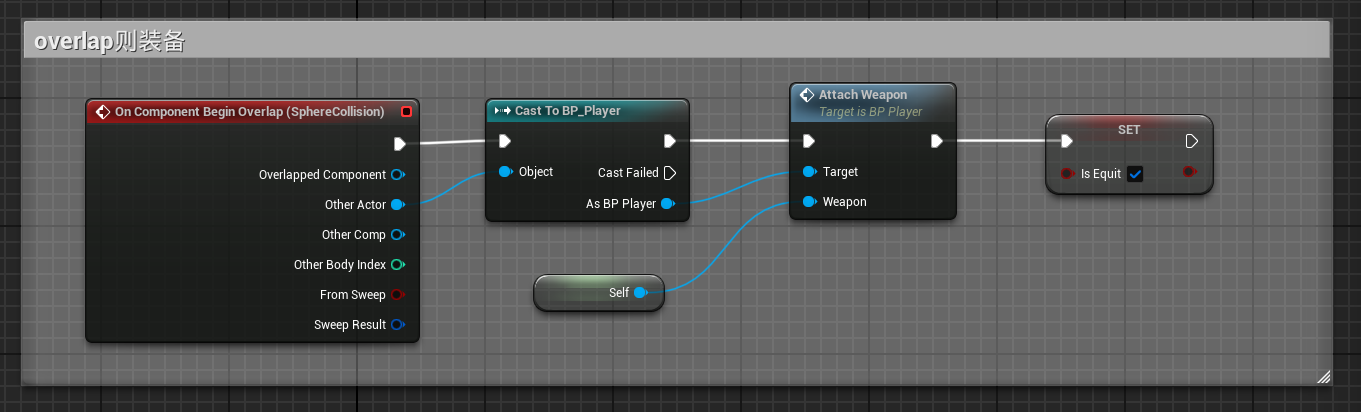 overlap则装备
On Component Begin Overlap (SphereCollision)
Overlapped Component
Other Actor
Other Comp
Other Body Index
From Sweep
Sweep Result
Cast To BP_Player
Object
Cast Failed
As BP Player
Self
Attach Weapon
Target is BP Player
Target
Weapon
SET
Is Equit